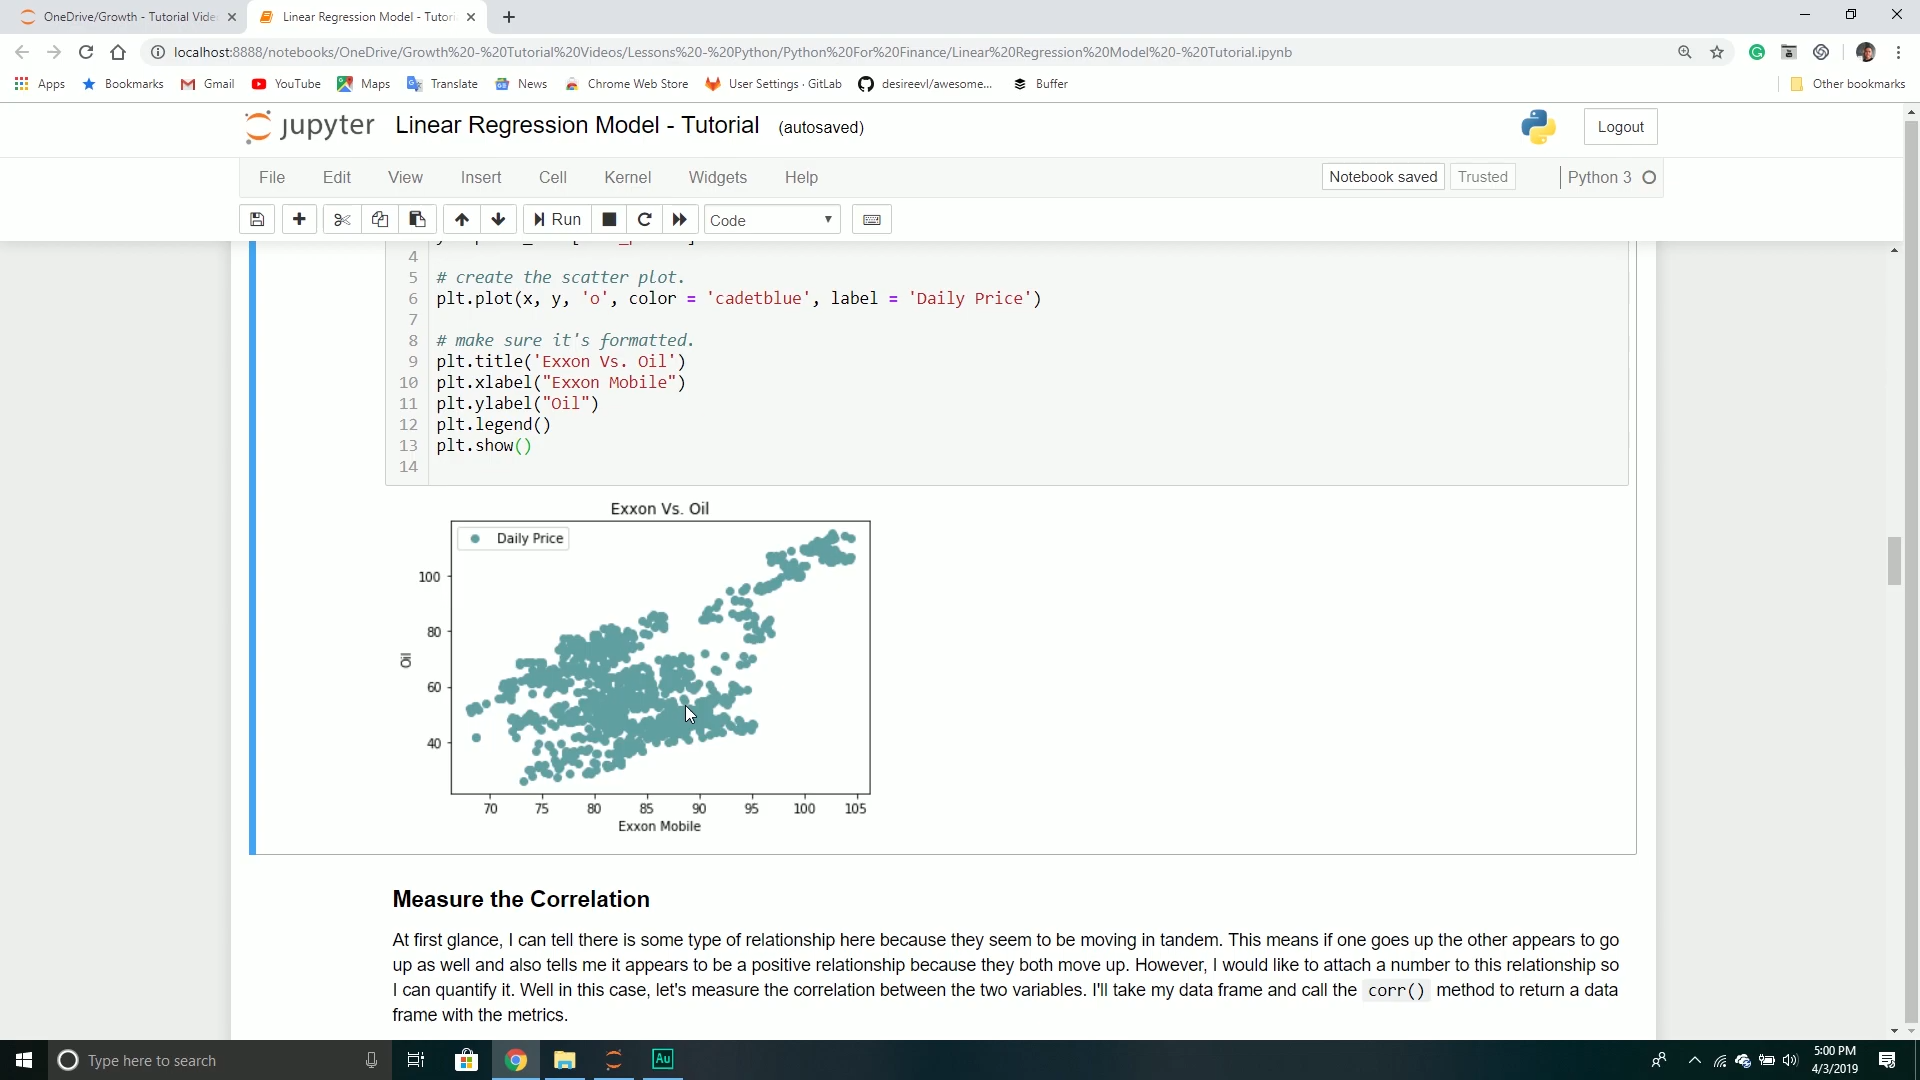 OneDrive/Growth - Tutorial Vide
Linear Regression Model - Tutori
localhost:8888/notebooks/OneDrive/Growth%20-%20Tutorial%20Videos/Lessons%20-%20Python/Python%20For%20Finance/Linear%20Regression%20Model%20-%20Tutorial.ipynb
Apps Bookmarks Gmail YouTube Maps Translate News Chrome Web Store User Settings · GitLab desireevl/awesome... Buffer Other bookmarks
jupyter Linear Regression Model - Tutorial (autosaved) Logout
File Edit View Insert Cell Kernel Widgets Help Notebook saved Trusted Python 3
Run Code
4
5 # create the scatter plot.
6 plt.plot(x, y, 'o', color = 'cadetblue', label = 'Daily Price')
7
8 # make sure it's formatted.
9 plt.title('Exxon Vs. Oil')
10 plt.xlabel("Exxon Mobile")
11 plt.ylabel("Oil")
12 plt.legend()
13 plt.show()
14
Exxon Vs. Oil
Daily Price
100
80
Oil
60
40
70 75 80 85 90 95 100 105
Exxon Mobile
Measure the Correlation
At first glance, I can tell there is some type of relationship here because they seem to be moving in tandem. This means if one goes up the other appears to go
up as well and also tells me it appears to be a positive relationship because they both move up. However, I would like to attach a number to this relationship so
I can quantify it. Well in this case, let's measure the correlation between the two variables. I'll take my data frame and call the corr() method to return a data
frame with the metrics.
Type here to search
Au
5:00 PM
4/3/2019